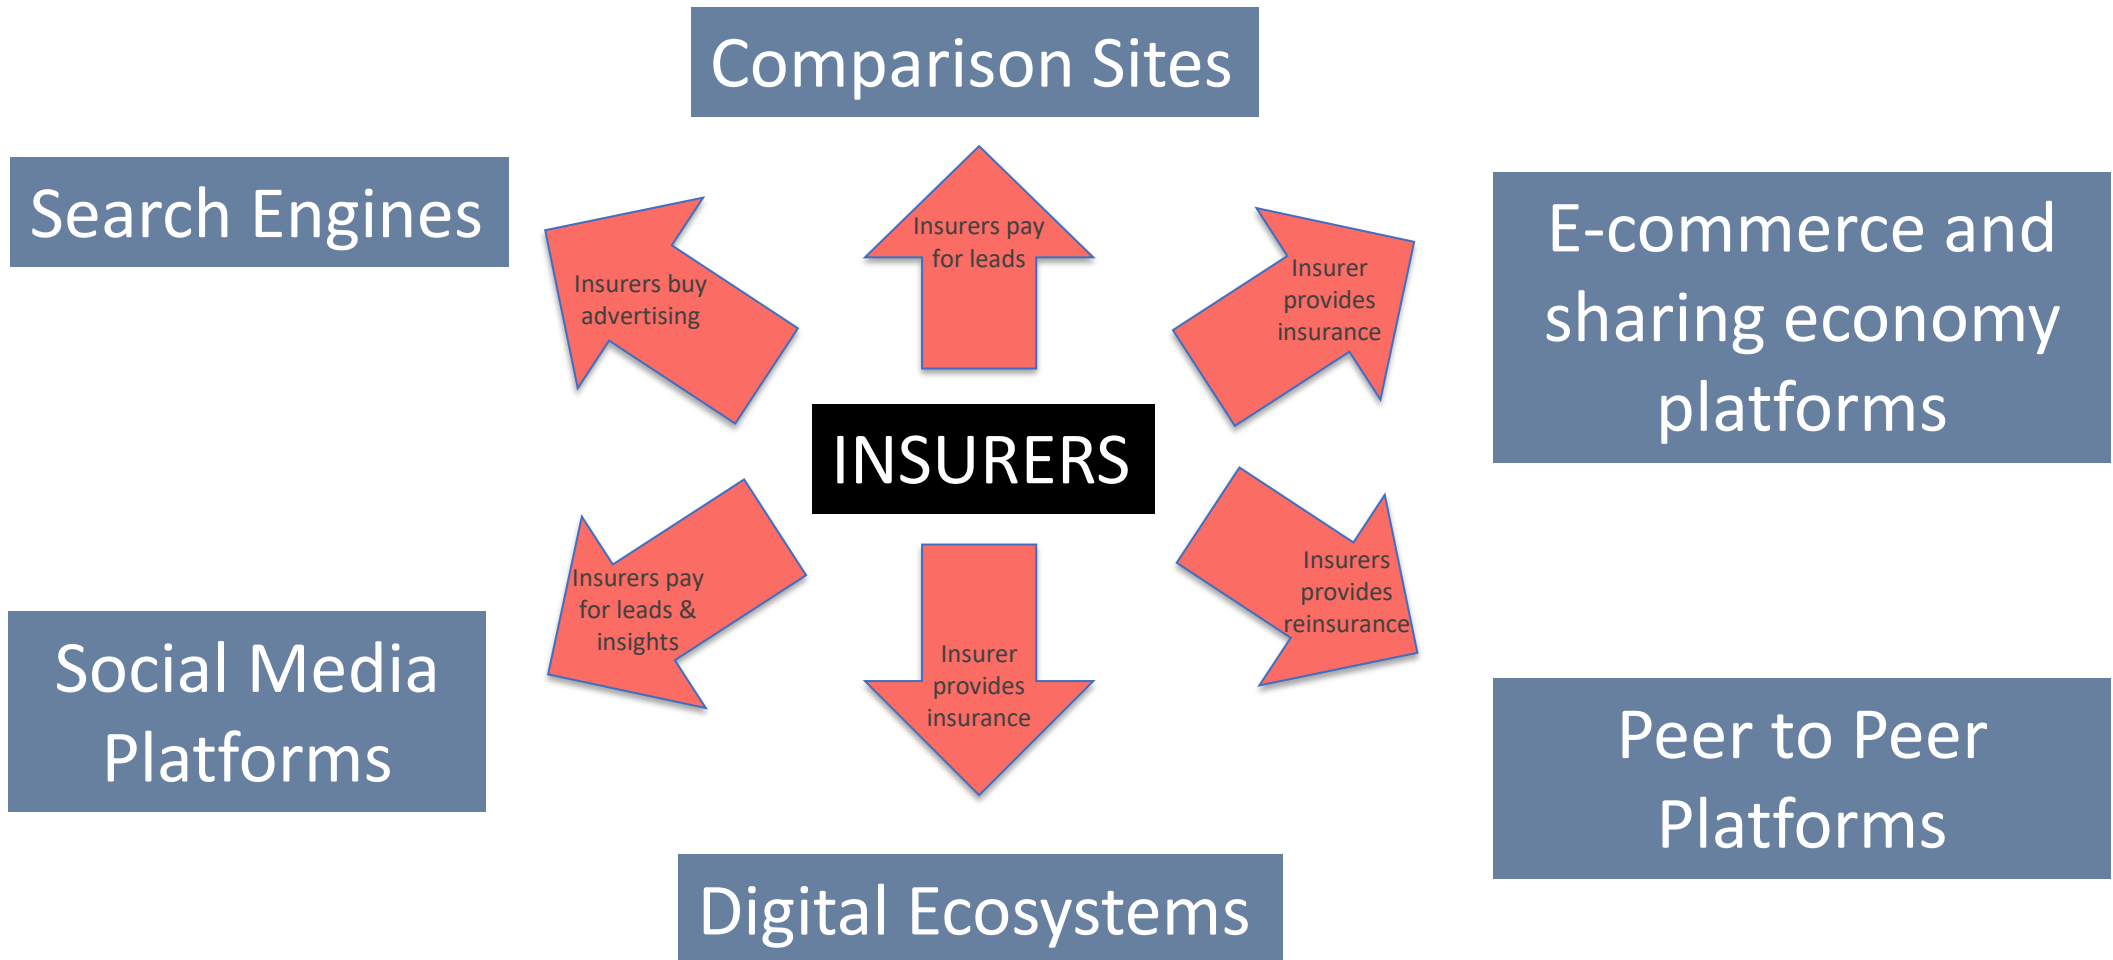 Comparison Sites
Search Engines
E-commerce and
sharing economy
platforms
Insurers pay
for leads
Insurers buy
advertising
Insurer
provides
insurance
INSURERS
Insurers pay
for leads &
insights
Insurer
provides
insurance
Insurers
provides
reinsurance
Social Media
Platforms
Peer to Peer
Platforms
Digital Ecosystems